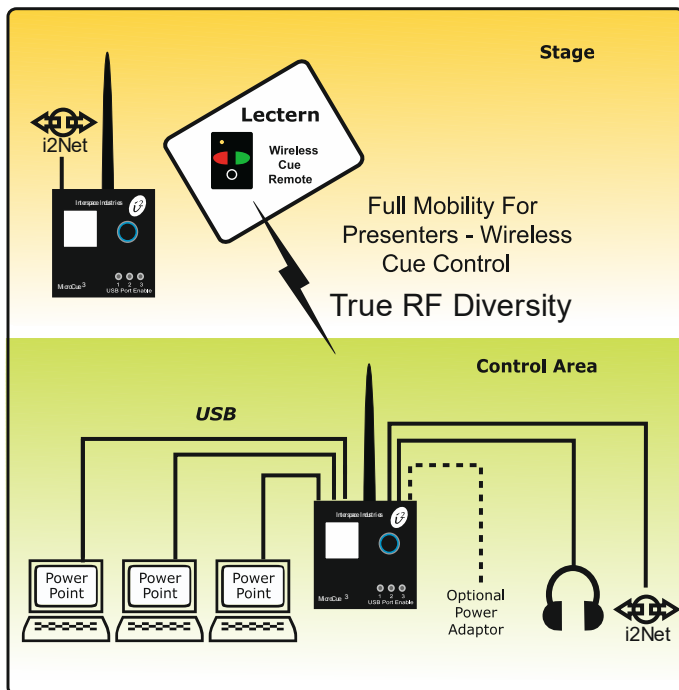 Stage
i2Net
Lectern
Wireless
Cue
Remote
Interspace Industries
i2
MicroCue 3
1 2 3
USB Port Enable
Full Mobility For
Presenters - Wireless
Cue Control
True RF Diversity
Control Area
USB
Interspace Industries
i2
MicroCue 3
1 2 3
USB Port Enable
Power
Point
Power
Point
Power
Point
Optional
Power
Adaptor
i2Net